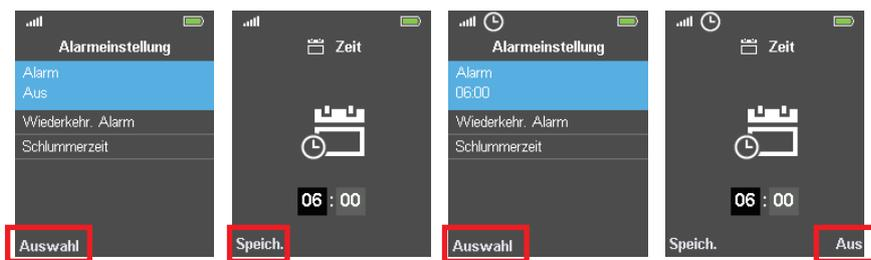 Alarmeinstellung
Alarm
Aus
Wiederkehr. Alarm
Schlummerzeit
Auswahl
Zeit
06 : 00
Speich.
Alarmeinstellung
Alarm
06:00
Wiederkehr. Alarm
Schlummerzeit
Auswahl
Zeit
06 : 00
Speich. Aus